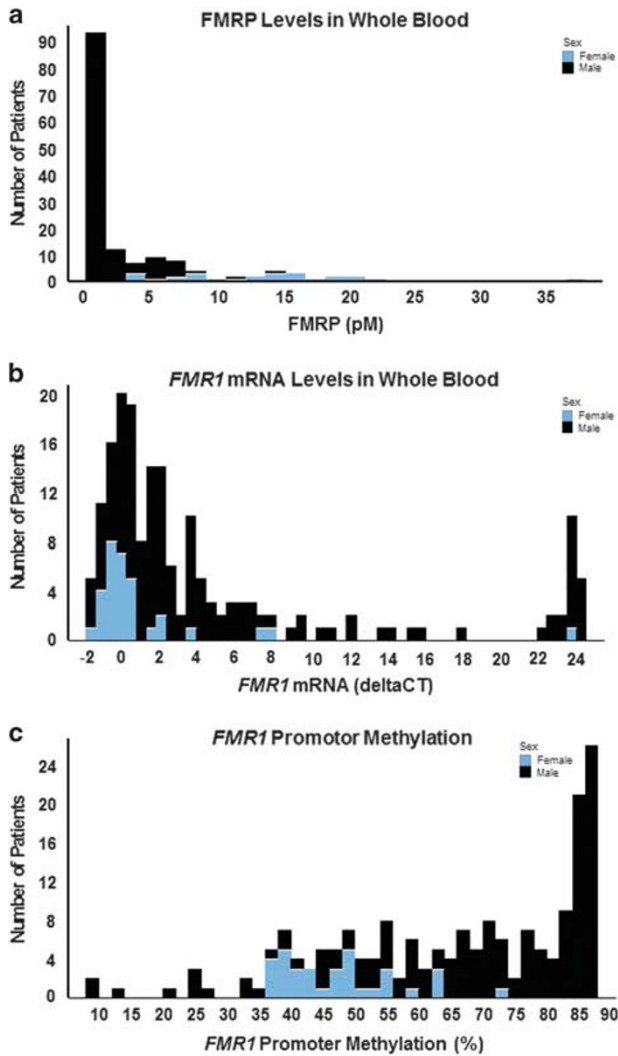 a
FMRP Levels in Whole Blood
Number of Patients
90
80
70
60
50
40
30
20
10
0
Sex
Female
Male
0 5 10 15 20 25 30 35
FMRP (pM)
b
FMR1 mRNA Levels in Whole Blood
Number of Patients
20
16
12
8
4
0
Sex
Female
Male
-2 0 2 4 6 8 10 12 14 16 18 20 22 24
FMR1 mRNA (deltaCT)
c
FMR1 Promotor Methylation
Number of Patients
24
20
16
12
8
4
0
Sex
Female
Male
10 15 20 25 30 35 40 45 50 55 60 65 70 75 80 85 90
FMR1 Promoter Methylation (%)